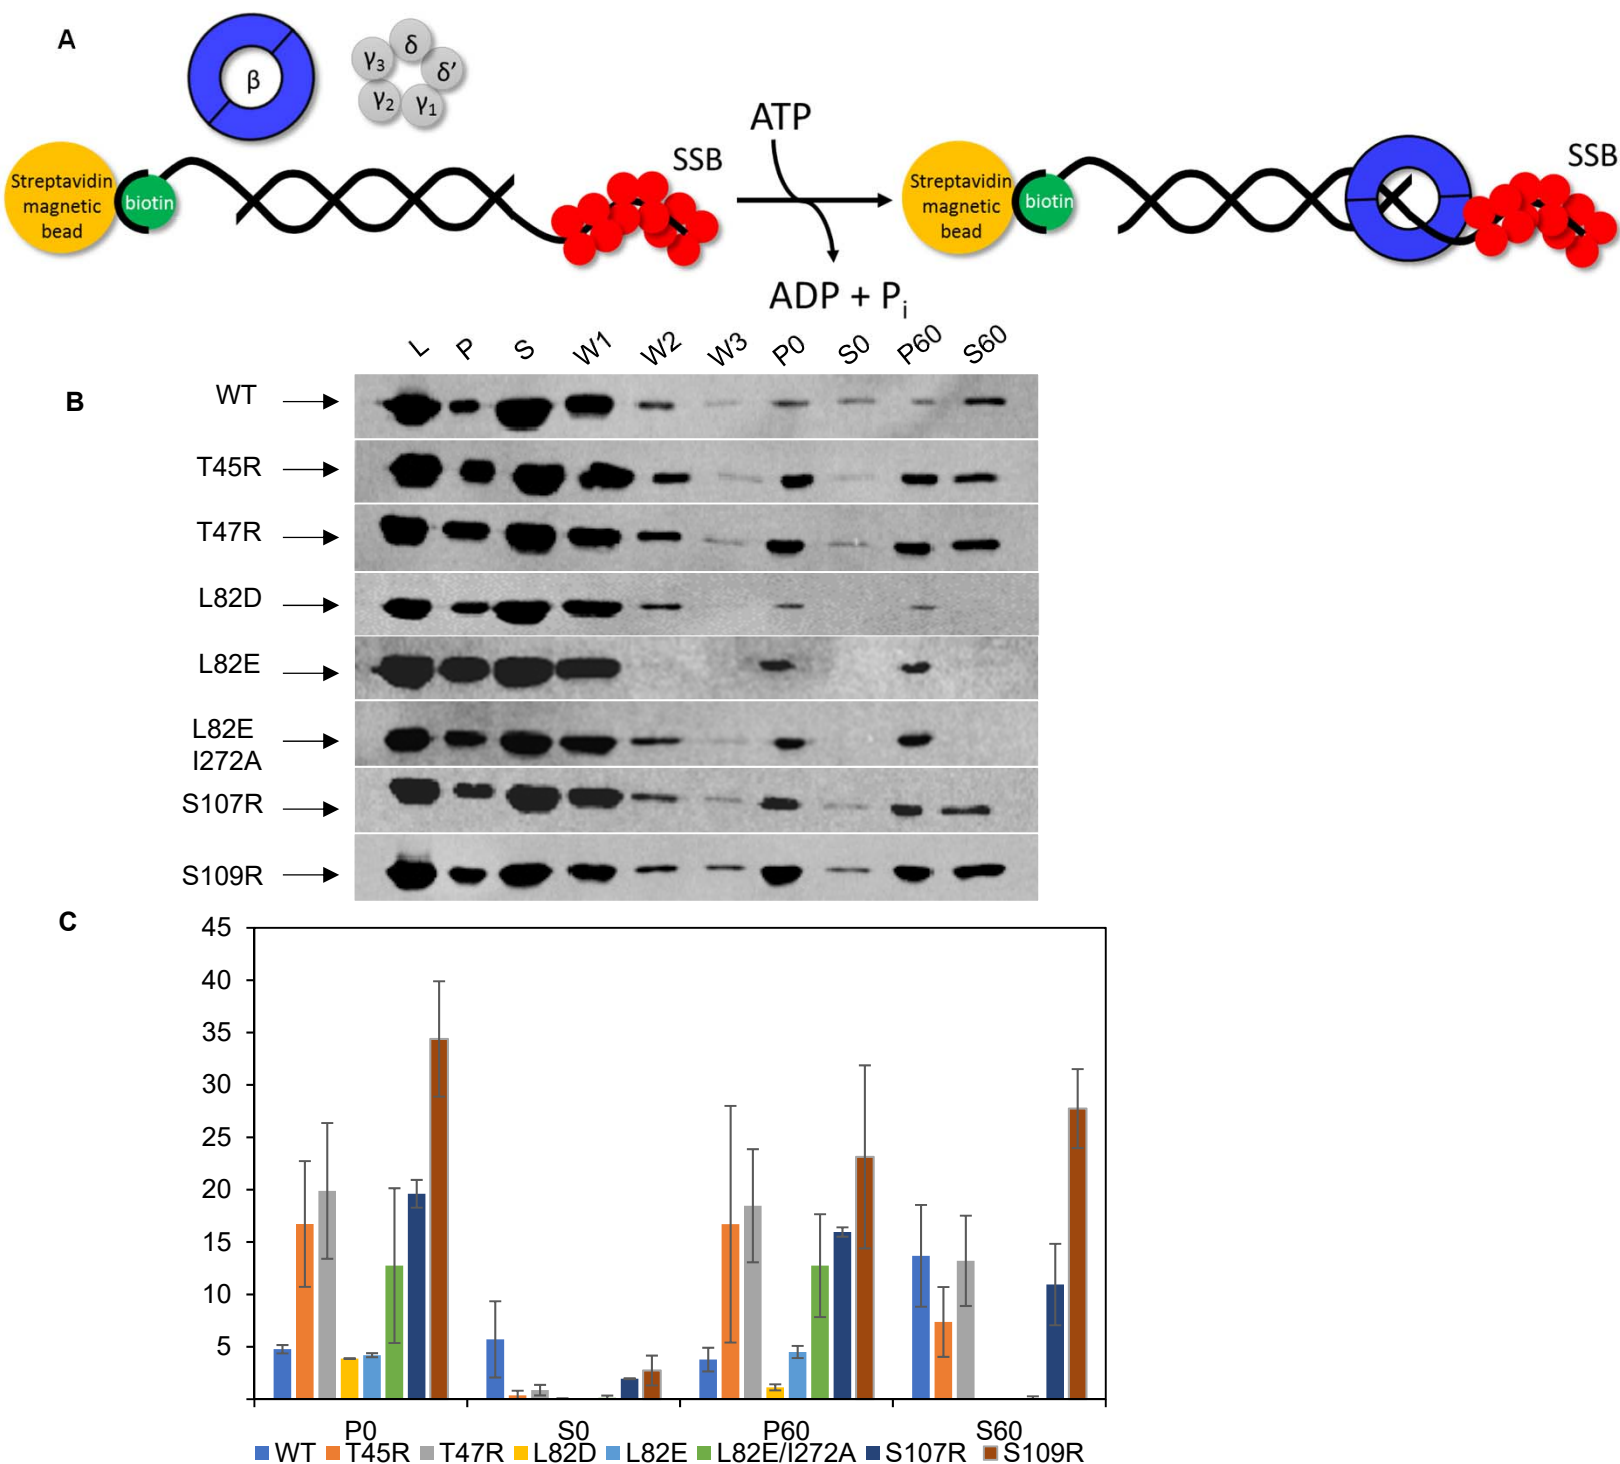 A
β
δ
γ3
δ’
γ2
γ1
ATP
SSB
SSB
Streptavidin
magnetic
bead
biotin
Streptavidin
magnetic
bead
biotin
ADP + Pi
L P S W1 W2 W3 P0 S0 P60 S60
B
WT
T45R
T47R
L82D
L82E
L82E
I272A
S107R
S109R
C
45
40
35
30
25
20
15
10
5
P0 S0 P60 S60
WT T45R T47R L82D L82E L82E/I272A S107R S109R